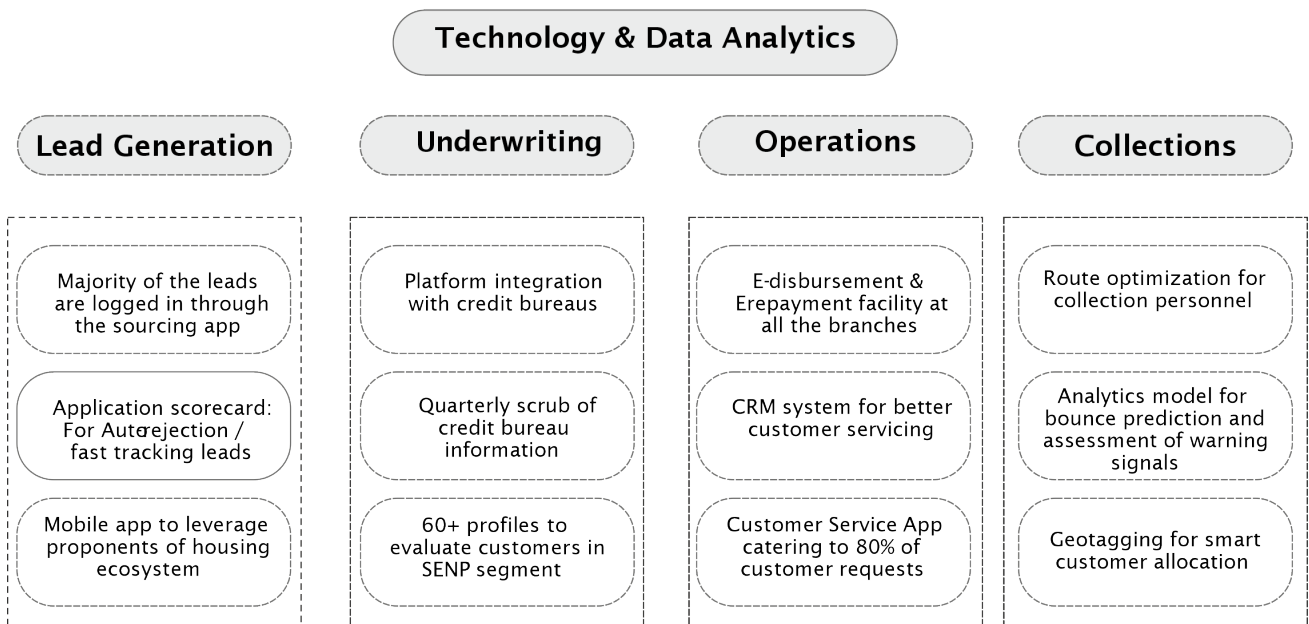 Technology & Data Analytics
Lead Generation
Majority of the leads
are logged in through
the sourcing app
Application scorecard:
For Autorejection /
fast tracking leads
Mobile app to leverage
proponents of housing
ecosystem
Underwriting
Platform integration
with credit bureaus
Quarterly scrub of
credit bureau
information
60+ profiles to
evaluate customers in
SENP segment
Operations
E-disbursement &
Erepayment facility at
all the branches
CRM system for better
customer servicing
Customer Service App
catering to 80% of
customer requests
Collections
Route optimization for
collection personnel
Analytics model for
bounce prediction and
assessment of warning
signals
Geotagging for smart
customer allocation